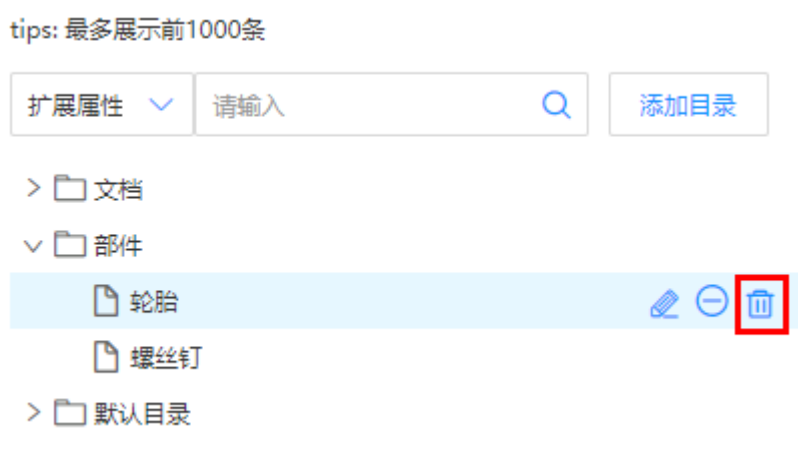 tips: 最多展示前1000条
扩展属性 请输入 添加目录
文档
部件
轮胎
螺丝钉
默认目录